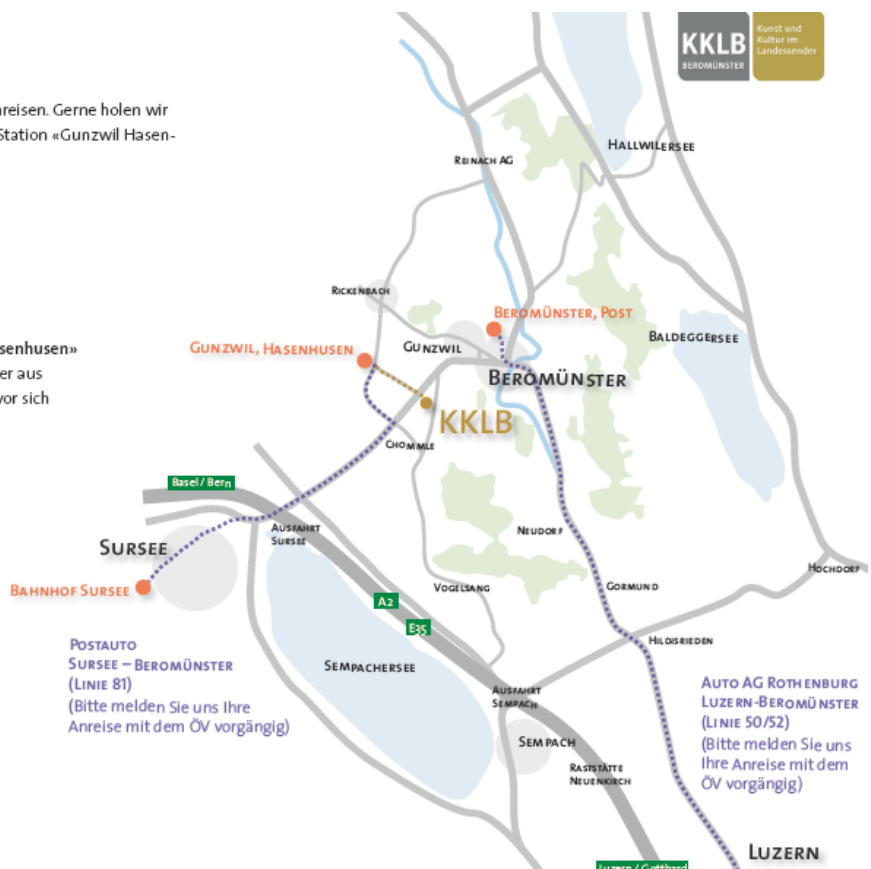 KKLB
BEROMÜNSTER
Kunst und
Kultur im
Landessender
nreisen. Gerne holen wir
Station «Gunzwil Hasen-
HALLWILERSEE
REINACH AG
RICKENBACH
BEROMÜNSTER, POST
senhusen»
GUNZWIL, HASENHUSEN
GUNZWIL
BALDEGGERSEE
er aus
BEROMÜNSTER
vor sich
KKLB
CHOMMLE
Basel / Bern
AUSFAHRT
SURSEE
NEUDORF
SURSEE
HOCHDORF
BAHNHOF SURSEE
VOGELSANG
GORMUND
A2
E35
HILDISRIEDEN
POSTAUTO
SURSEE – BEROMÜNSTER
(LINIE 81)
(Bitte melden Sie uns Ihre
Anreise mit dem ÖV vorgängig)
SEMPACHERSEE
AUSFAHRT
SEMPACH
AUTO AG ROTHENBURG
LUZERN-BEROMÜNSTER
(LINIE 50/52)
(Bitte melden Sie uns
Ihre Anreise mit dem
ÖV vorgängig)
SEMPACH
RASTSTÄTTE
NEUENKIRCH
LUZERN
Luzern / Gotthard